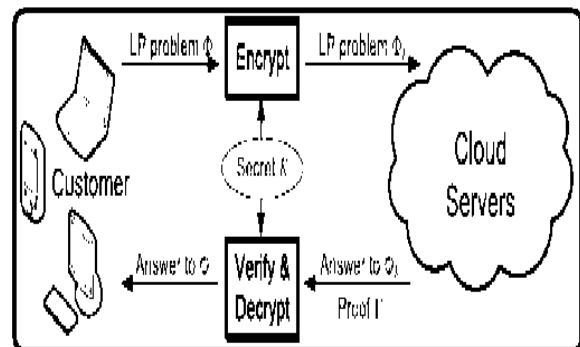 LP problem Φ
Encrypt
LP problem
Customer
Secret K
Cloud
Servers
Answer to
Verify &
Decrypt
Answer to
Proof Γ